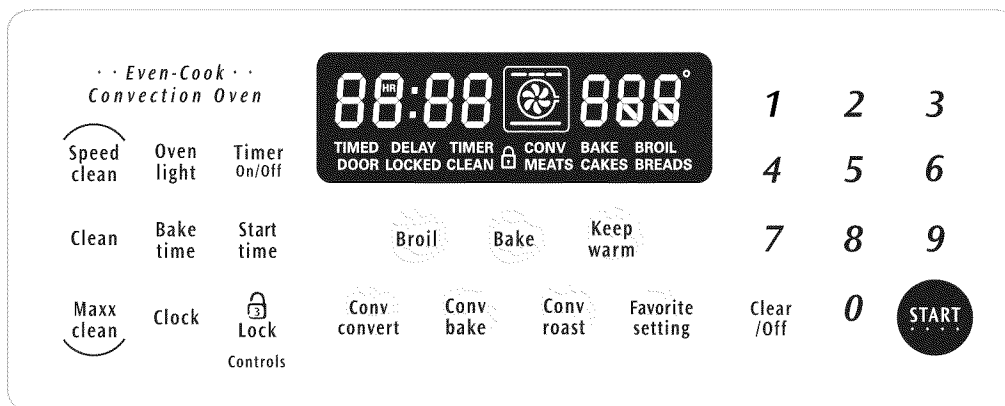 · · Even-Cook · ·
Convection Oven
Speed
clean
Oven
light
Timer
On/Off
Clean
Bake
time
Start
time
Maxx
clean
Clock
3
Lock
Controls
88:88
HR
888°
TIMED DELAY TIMER CONV BAKE BROIL
DOOR LOCKED CLEAN MEATS CAKES BREADS
Broil
Bake
Keep
warm
Conv
convert
Conv
bake
Conv
roast
Favorite
setting
1 2 3
4 5 6
7 8 9
Clear
/Off
0
START